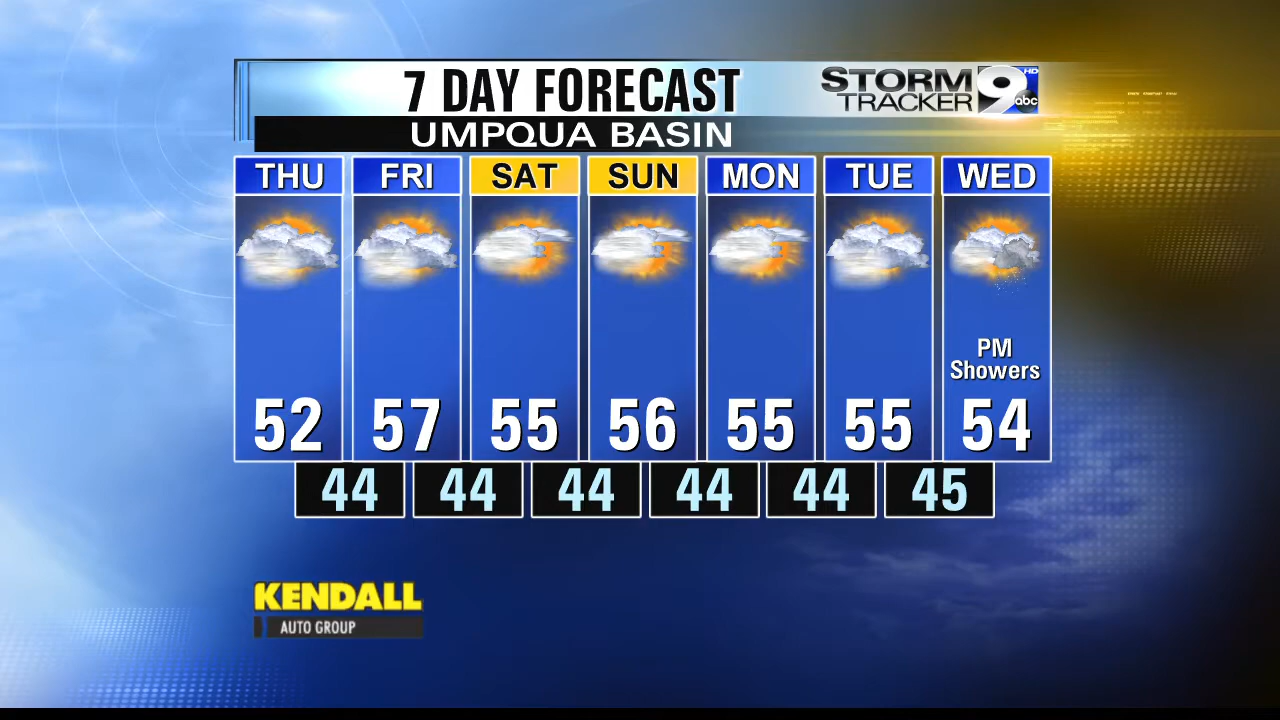 7 DAY FORECAST
UMPQUA BASIN
STORM
TRACKER
9
HD
abc
THU FRI SAT SUN MON TUE WED
PM
Showers
52 57 55 56 55 55 54
44 44 44 44 44 45
KENDALL
AUTO GROUP